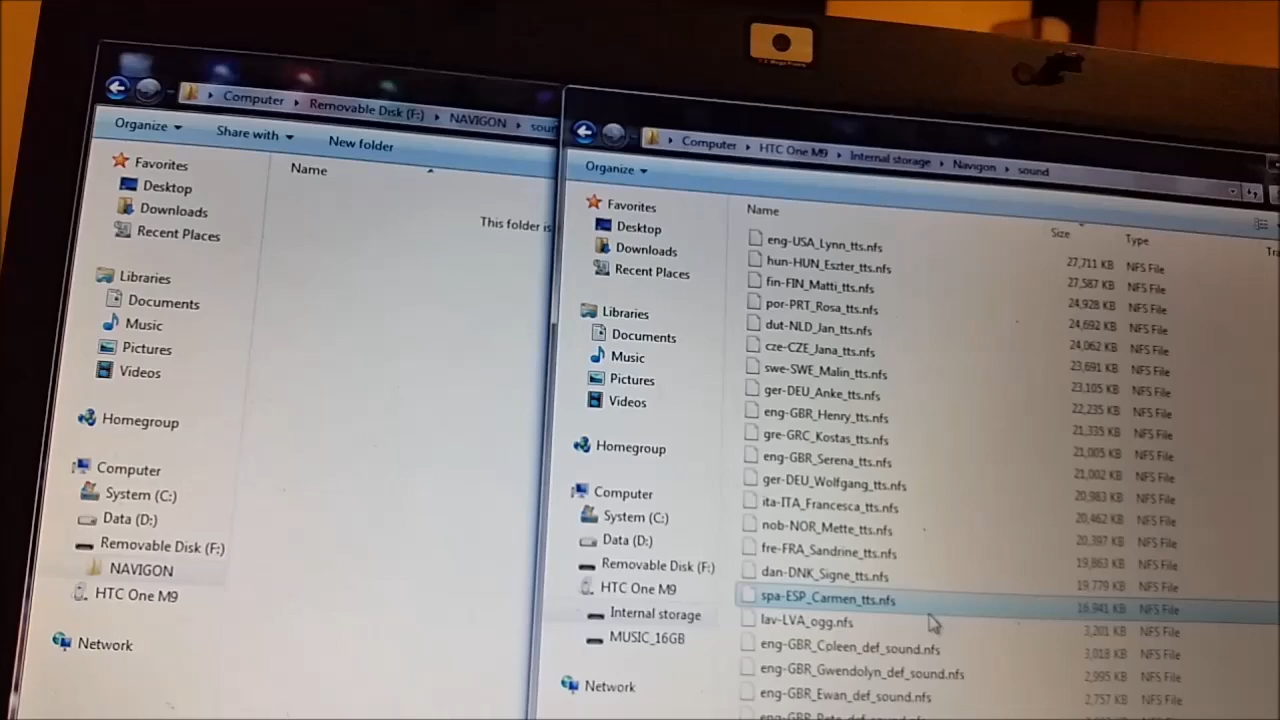 Computer Removable Disk (F:) NAVIGON
Organize Share with New folder
Favorites
Desktop
Downloads
Recent Places
Libraries
Documents
Music
Pictures
Videos
Homegroup
Computer
System (C:)
Data (D:)
Removable Disk (F:)
NAVIGON
HTC One M9
Network
Name
This folder is
Computer HTC One M9 Internal storage Navigon sound
Organize
Favorites
Desktop
Downloads
Recent Places
Libraries
Documents
Music
Pictures
Videos
Homegroup
Computer
System (C:)
Data (D:)
Removable Disk (F:)
HTC One M9
Internal storage
MUSIC_16GB
Network
Name Size Type
eng-USA_Lynn_tts.nfs 27,711 KB NFS File
hun-HUN_Eszter_tts.nfs 27,587 KB NFS File
fin-FIN_Matti_tts.nfs 24,928 KB NFS File
por-PRT_Rosa_tts.nfs 24,692 KB NFS File
dut-NLD_Jan_tts.nfs 24,062 KB NFS File
cze-CZE_Jana_tts.nfs 23,691 KB NFS File
swe-SWE_Malin_tts.nfs 23,105 KB NFS File
ger-DEU_Anke_tts.nfs 22,235 KB NFS File
eng-GBR_Henry_tts.nfs 21,335 KB NFS File
gre-GRC_Kostas_tts.nfs 21,005 KB NFS File
eng-GBR_Serena_tts.nfs 21,002 KB NFS File
ger-DEU_Wolfgang_tts.nfs 20,983 KB NFS File
ita-ITA_Francesca_tts.nfs 20,462 KB NFS File
nob-NOR_Mette_tts.nfs 20,397 KB NFS File
fre-FRA_Sandrine_tts.nfs 19,863 KB NFS File
dan-DNK_Signe_tts.nfs 19,779 KB NFS File
spa-ESP_Carmen_tts.nfs 16,941 KB NFS File
lav-LVA_ogg.nfs 3,201 KB NFS File
eng-GBR_Coleen_def_sound.nfs 3,018 KB NFS File
eng-GBR_Gwendolyn_def_sound.nfs 2,995 KB NFS File
eng-GBR_Ewan_def_sound.nfs 2,757 KB NFS File